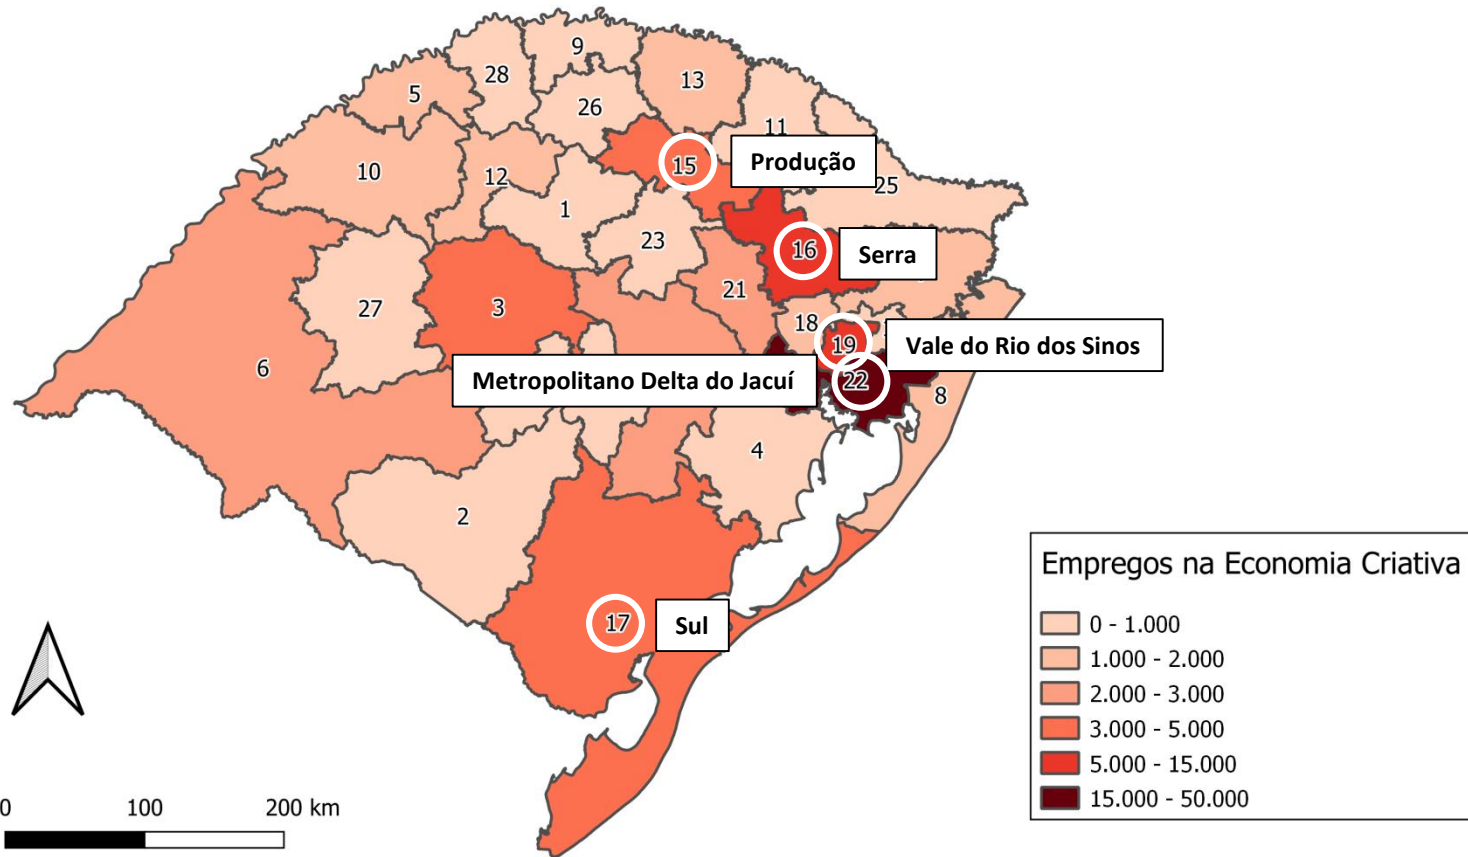 9
28
13
5
26
11
15
Produção
10
12
25
1
23
16
Serra
21
27
3
18
19
Vale do Rio dos Sinos
6
Metropolitano Delta do Jacuí
22
8
4
2
17
Sul
Empregos na Economia Criativa
0 - 1.000
1.000 - 2.000
2.000 - 3.000
3.000 - 5.000
5.000 - 15.000
15.000 - 50.000
0 100 200 km